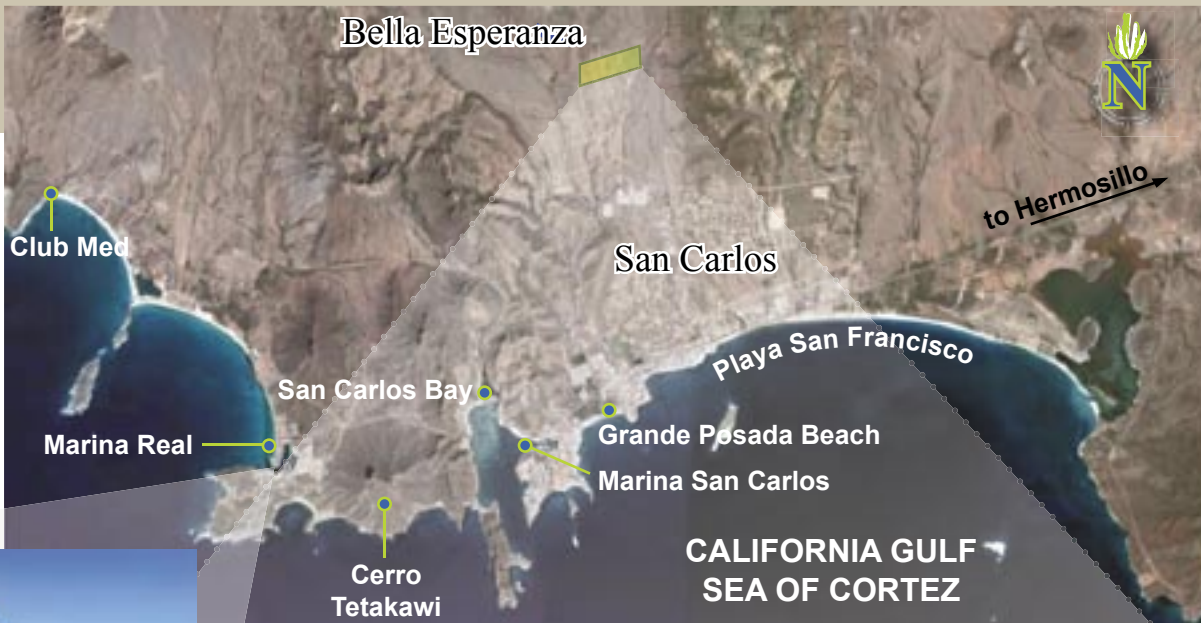 Bella Esperanza
N
to Hermosillo
Club Med
San Carlos
Playa San Francisco
San Carlos Bay
Grande Posada Beach
Marina Real
Marina San Carlos
CALIFORNIA GULF
SEA OF CORTEZ
Cerro
Tetakawi